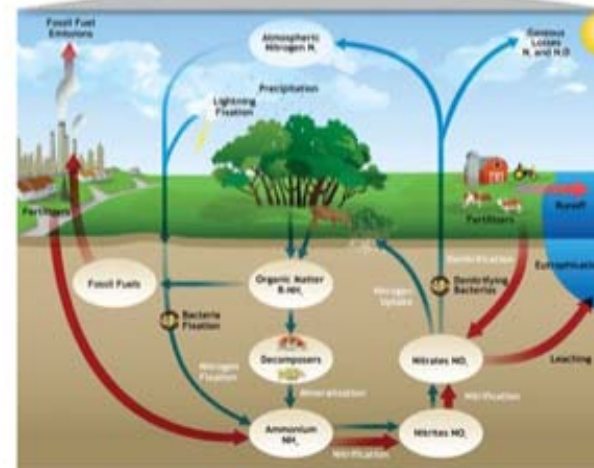 Fossil Fuel
Emissions
Atmospheric
Nitrogen N₂
Gaseous
Losses
N₂ and N₂O
Precipitation
Lightning
Fixation
Fertilizers
Fertilizers
Runoff
Denitrification
Eutrophication
Fossil Fuels
Organic Matter
R-NH₂
Nitrogen
Uptake
Denitrifying
Bacteria
Bacteria
Fixation
Decomposers
Nitrates NO₃
Leaching
Nitrogen
Fixation
Mineralization
Nitrification
Ammonium
NH₄
Nitrites NO₂
Nitrification